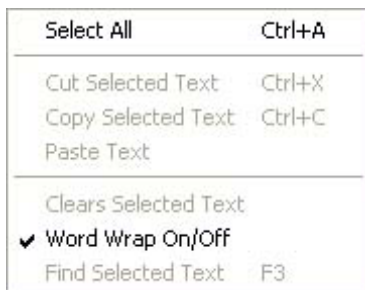 Select All Ctrl+A
Cut Selected Text Ctrl+X
Copy Selected Text Ctrl+C
Paste Text
Clears Selected Text
Word Wrap On/Off
Find Selected Text F3